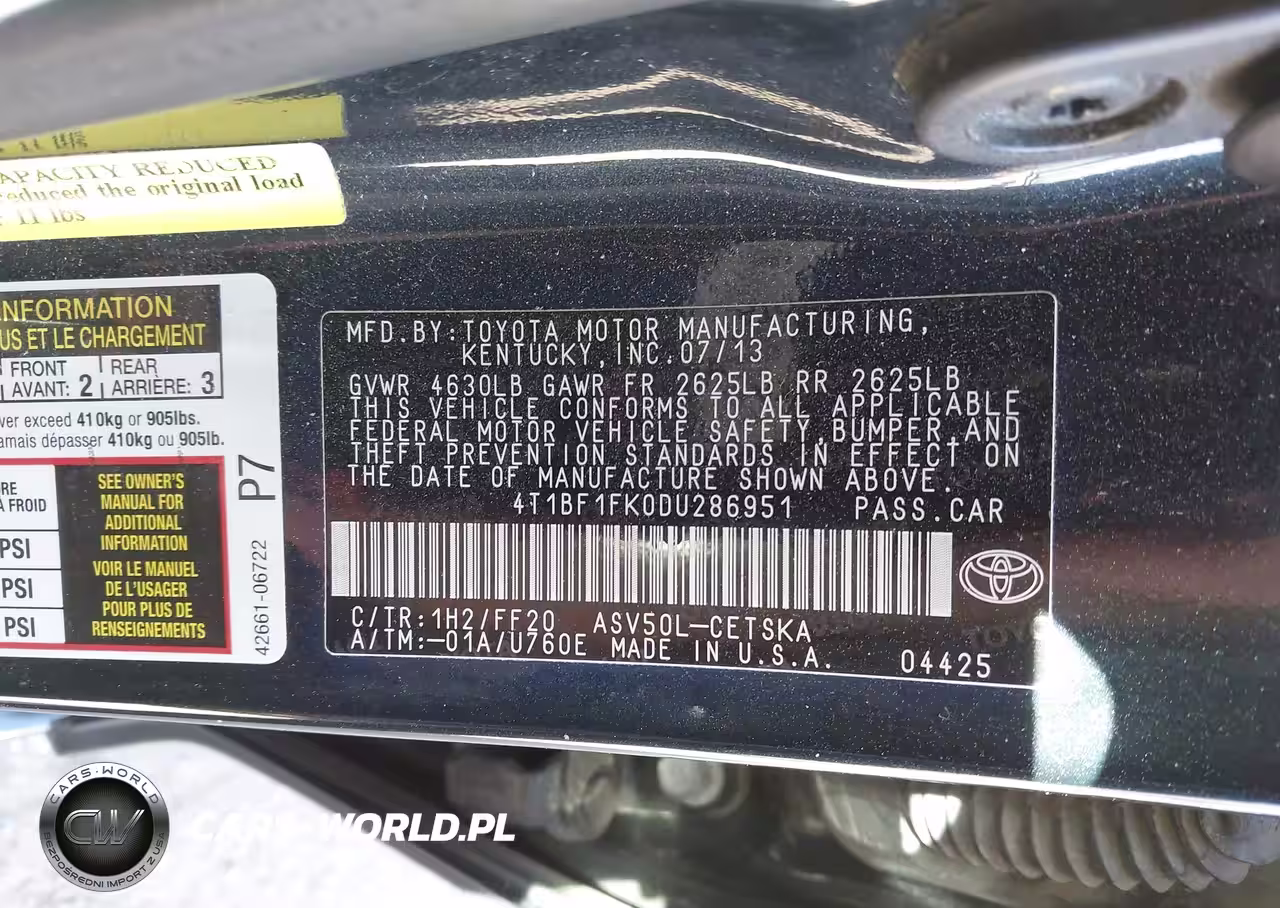 APACITY REDUCED
educed the original load
11 lbs
NFORMATION
US ET LE CHARGEMENT
FRONT REAR
AVANT: 2 ARRIÈRE: 3
ver exceed 410kg or 905lbs.
amais dépasser 410kg ou 905lb.
RE
À FROID
PSI
PSI
PSI
SEE OWNER'S
MANUAL FOR
ADDITIONAL
INFORMATION
VOIR LE MANUEL
DE L'USAGER
POUR PLUS DE
RENSEIGNEMENTS
P7
42661-06722
MFD.BY:TOYOTA MOTOR MANUFACTURING,
KENTUCKY,INC.07/13
GVWR 4630LB GAWR FR 2625LB RR 2625LB
THIS VEHICLE CONFORMS TO ALL APPLICABLE
FEDERAL MOTOR VEHICLE SAFETY,BUMPER,AND
THEFT PREVENTION STANDARDS IN EFFECT ON
THE DATE OF MANUFACTURE SHOWN ABOVE.
4T1BF1FK0DU286951 PASS.CAR
C/TR:1H2/FF20 ASV50L-CETSKA
A/TM:-01A/U760E MADE IN U.S.A. 04425
CARS-WORLD
CW
BEZPOŚREDNI IMPORT Z USA
CARS-WORLD.PL